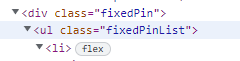 ▼<div class="fixedPin">
▼<ul class="fixedPinList">
▼<li> flex